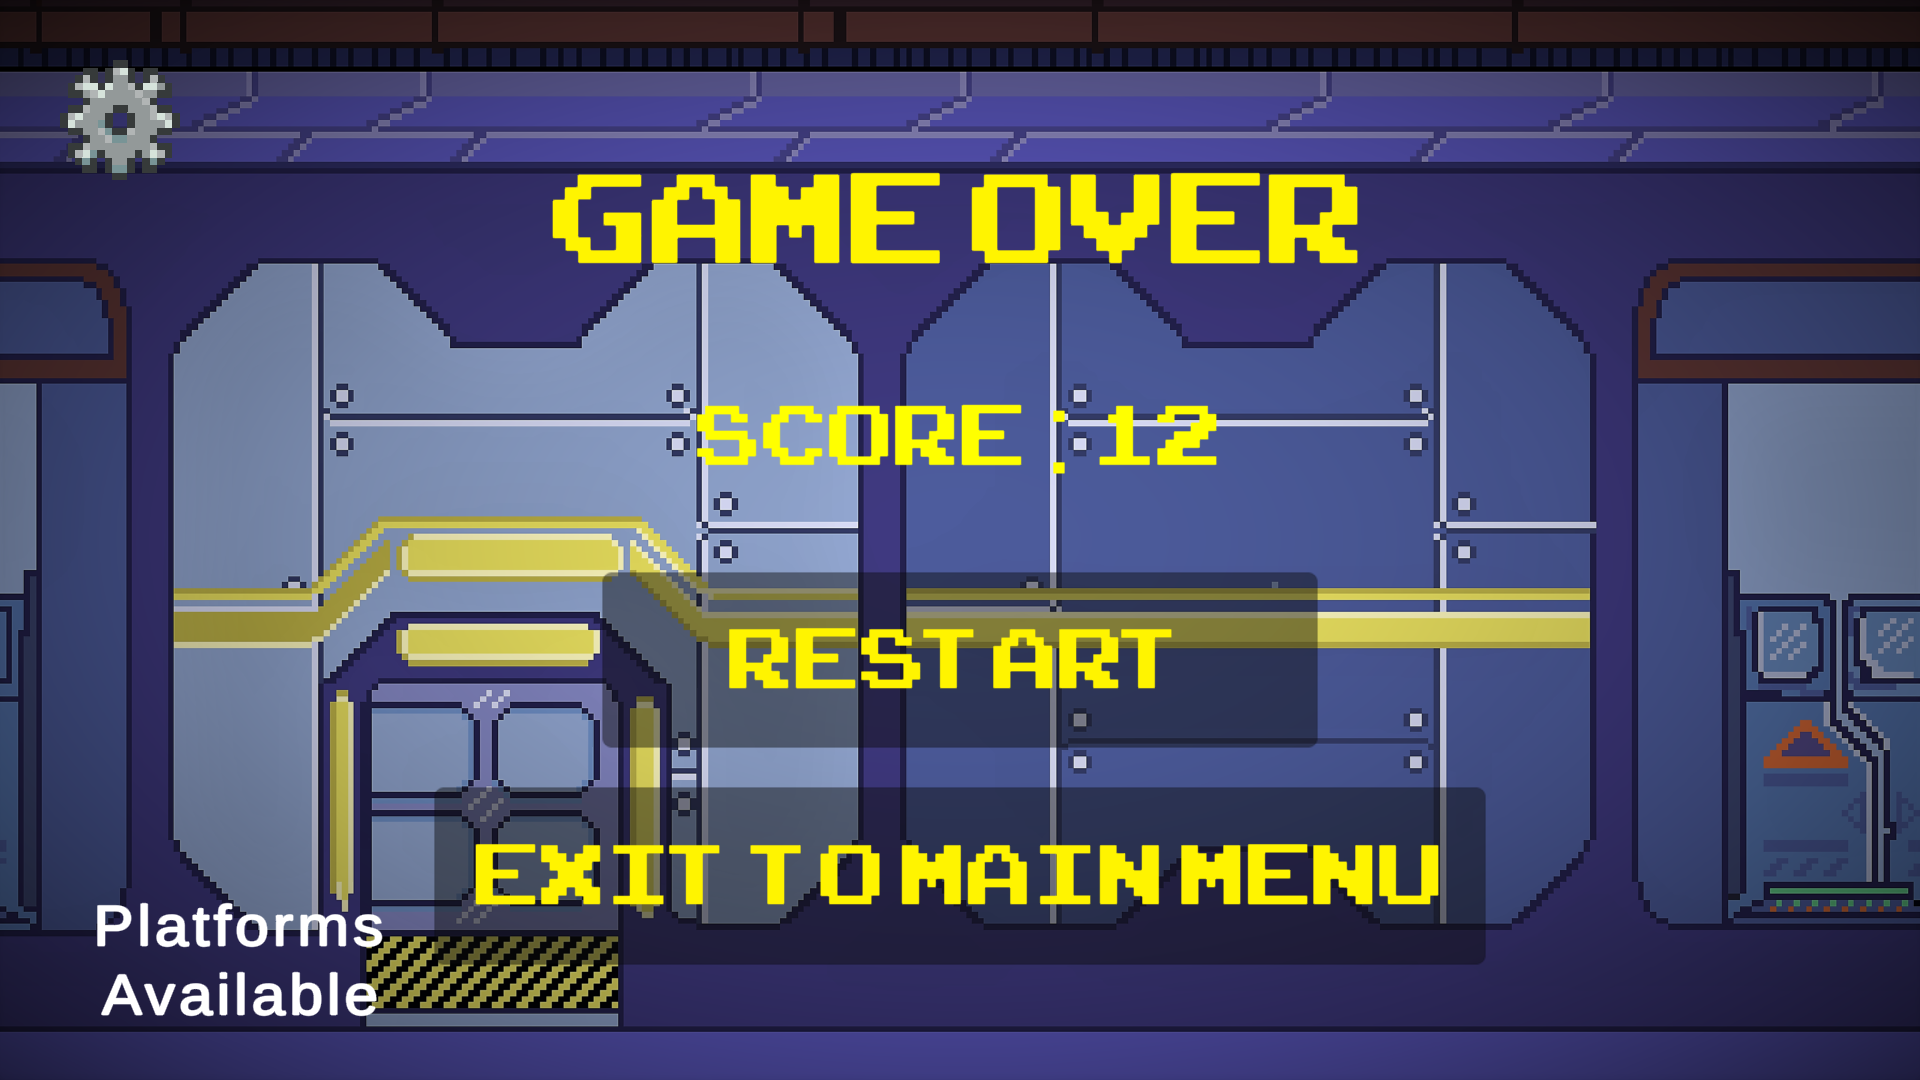 GAME OVER
SCORE : 12
RESTART
EXIT TO MAIN MENU
Platforms
Available